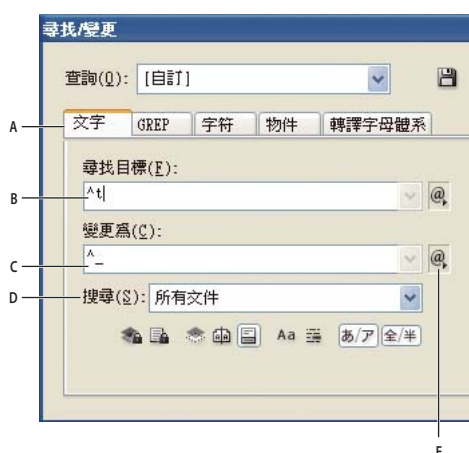 尋找/變更
查詢(Q): [自訂]
A 文字 GREP 字符 物件 轉譯字母體系
尋找目標(F):
B ^t @
變更為(C):
C ^_ @
D 搜尋(S): 所有文件
Aa あ/ア 全/半